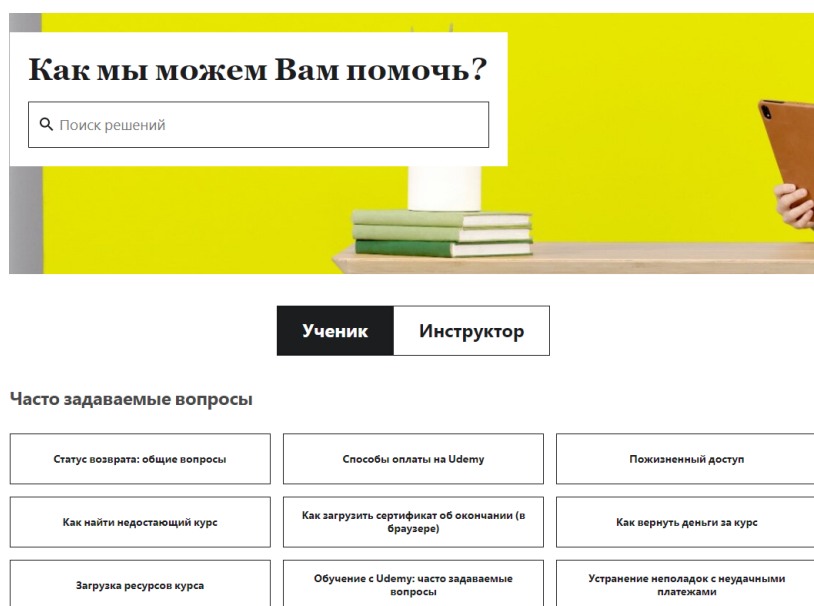 Как мы можем Вам помочь?
Поиск решений
Ученик
Инструктор
Часто задаваемые вопросы
Статус возврата: общие вопросы
Способы оплаты на Udemy
Пожизненный доступ
Как найти недостающий курс
Как загрузить сертификат об окончании (в
браузере)
Как вернуть деньги за курс
Загрузка ресурсов курса
Обучение с Udemy: часто задаваемые
вопросы
Устранение неполадок с неудачными
платежами